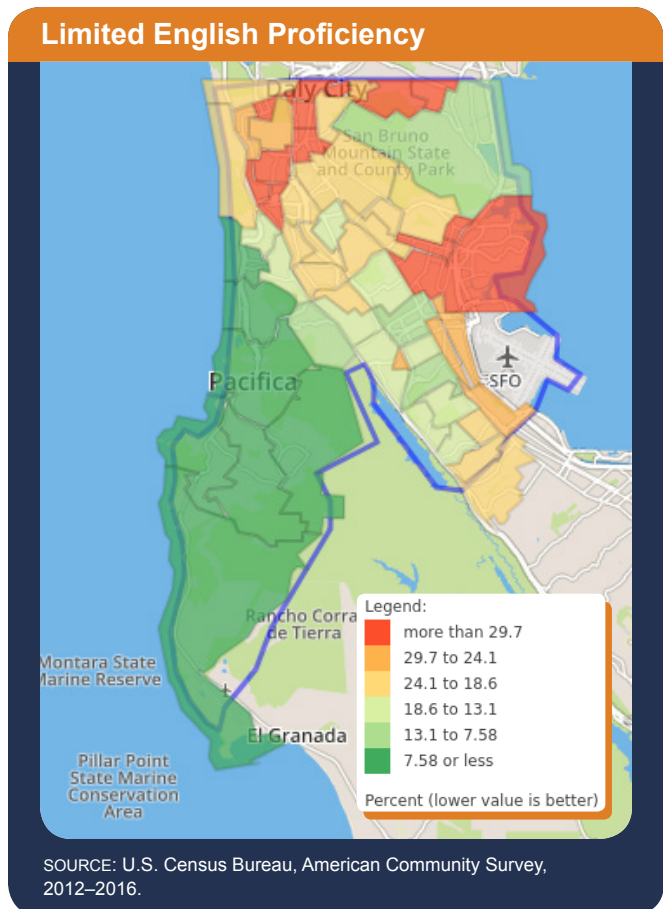 Limited English Proficiency
Daly City
San Bruno
Mountain State
and County Park
Pacifica
SFO
Rancho Corra
de Tierra
Montara State
Marine Reserve
El Granada
Pillar Point
State Marine
Conservation
Area
Legend:
more than 29.7
29.7 to 24.1
24.1 to 18.6
18.6 to 13.1
13.1 to 7.58
7.58 or less
Percent (lower value is better)
SOURCE: U.S. Census Bureau, American Community Survey,
2012–2016.